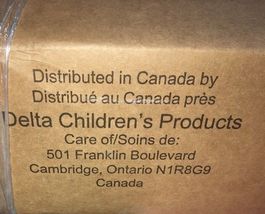 Distributed in Canada by
Distribué au Canada près
Delta Children's Products
Care of/Soins de:
501 Franklin Boulevard
Cambridge, Ontario N1R8G9
Canada